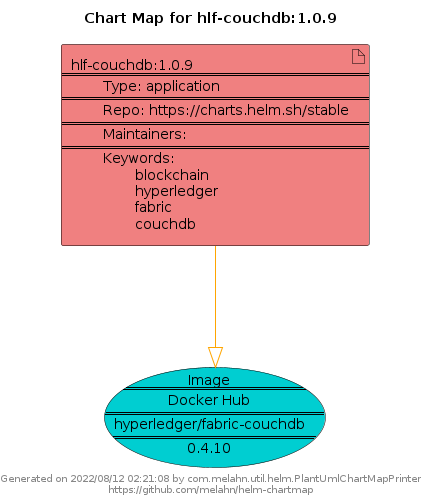 Chart Map for hlf-couchdb:1.0.9
hlf-couchdb:1.0.9
Type: application
Repo: https://charts.helm.sh/stable
Maintainers:
Keywords:
blockchain
hyperledger
fabric
couchdb
Image
Docker Hub
hyperledger/fabric-couchdb
0.4.10
Generated on 2022/08/12 02:21:08 by com.melahn.util.helm.PlantUmlChartMapPrinter
https://github.com/melahn/helm-chartmap